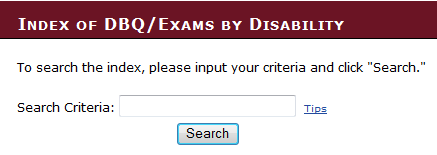 INDEX OF DBQ/EXAMS BY DISABILITY
To search the index, please input your criteria and click "Search."
Search Criteria: Tips
Search